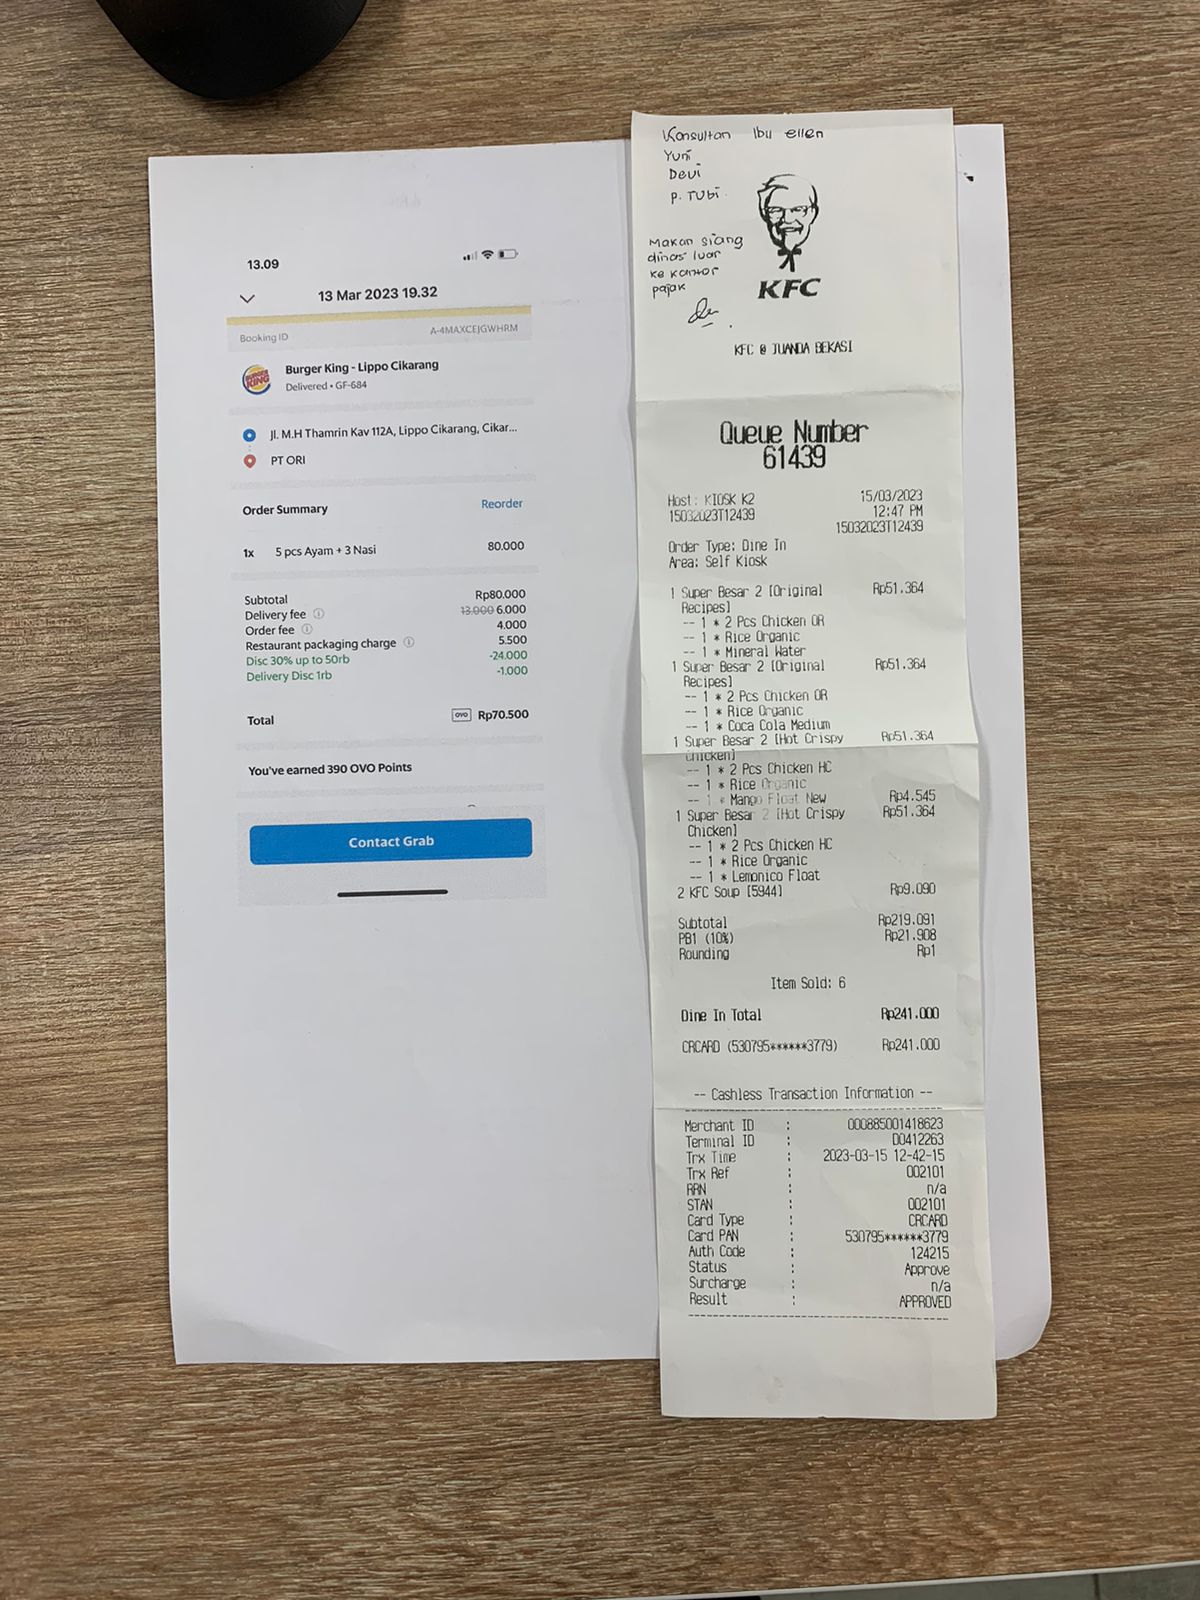 13.09
13 Mar 2023 19.32
Booking ID A-4MAXCEJGWHRM
BURGER KING
Burger King - Lippo Cikarang
Delivered • GF-684
Jl. M.H Thamrin Kav 112A, Lippo Cikarang, Cikar...
PT ORI
Order Summary Reorder
1x 5 pcs Ayam + 3 Nasi 80.000
Subtotal Rp80.000
Delivery fee 13.000 6.000
Order fee 4.000
Restaurant packaging charge 5.500
Disc 30% up to 50rb -24.000
Delivery Disc 1rb -1.000
Total OVO Rp70.500
You've earned 390 OVO Points
Contact Grab
Konsultan Ibu ellen
Yuni
Devi
P. TUBi
Makan siang
dinas luar
ke kantor
pajak
KFC
KFC @ JUANDA BEKASI
Queue Number
61439
Host: KIOSK K2 15/03/2023
15032023T12439 12:47 PM
15032023T12439
Order Type: Dine In
Area: Self Kiosk
1 Super Besar 2 [Original Rp51.364
Recipes]
-- 1 * 2 Pcs Chicken OR
-- 1 * Rice Organic
-- 1 * Mineral Water
1 Super Besar 2 [Original Rp51.364
Recipes]
-- 1 * 2 Pcs Chicken OR
-- 1 * Rice Organic
-- 1 * Coca Cola Medium
1 Super Besar 2 [Hot Crispy Rp51.364
Chicken]
-- 1 * 2 Pcs Chicken HC
-- 1 * Rice Organic
-- 1 * Mango Float New Rp4.545
1 Super Besar 2 [Hot Crispy Rp51.364
Chicken]
-- 1 * 2 Pcs Chicken HC
-- 1 * Rice Organic
-- 1 * Lemonico Float
2 KFC Soup [5944] Rp9.090
Subtotal Rp219.091
PB1 (10%) Rp21.908
Rounding Rp1
Item Sold: 6
Dine In Total Rp241.000
CRCARD (530795******3779) Rp241.000
-- Cashless Transaction Information --
Merchant ID : 000885001418623
Terminal ID : D0412263
Trx Time : 2023-03-15 12-42-15
Trx Ref : 002101
RRN : n/a
STAN : 002101
Card Type : CRCARD
Card PAN : 530795******3779
Auth Code : 124215
Status : Approve
Surcharge : n/a
Result : APPROVED